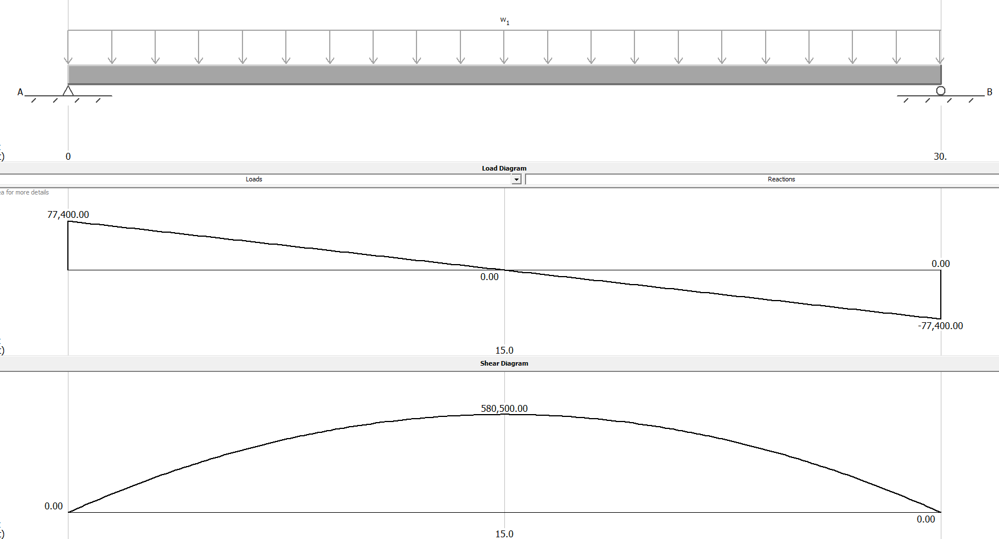 w1
A
B
t)
0
30.
Load Diagram
Loads
Reactions
ea for more details
77,400.00
0.00
0.00
-77,400.00
t)
15.0
Shear Diagram
580,500.00
0.00
0.00
t)
15.0